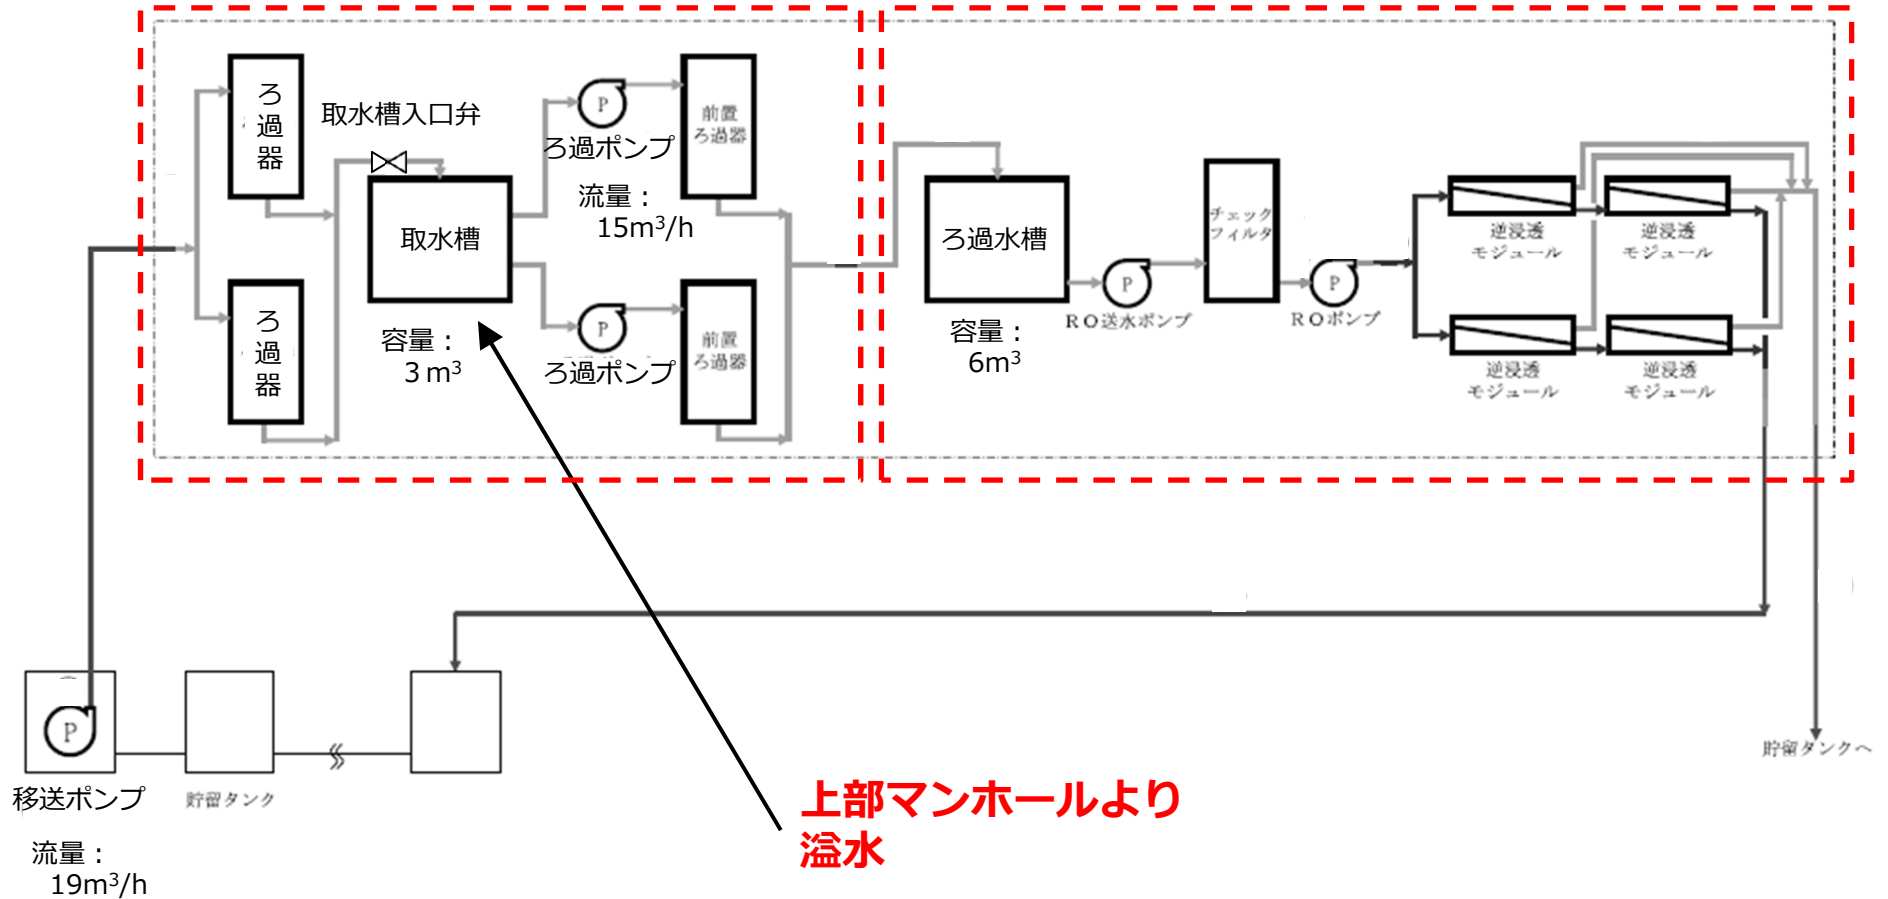 ろ過器
取水槽入口弁
P
ろ過ポンプ
流量：
15m³/h
前置
ろ過器
取水槽
容量：
３m³
ろ過器
P
ろ過ポンプ
前置
ろ過器
ろ過水槽
容量：
6m³
P
ＲＯ送水ポンプ
チェック
フィルタ
P
ＲＯポンプ
逆浸透
モジュール
逆浸透
モジュール
逆浸透
モジュール
逆浸透
モジュール
P
移送ポンプ
流量：
19m³/h
貯留タンク
上部マンホールより
溢水
貯留タンクへ